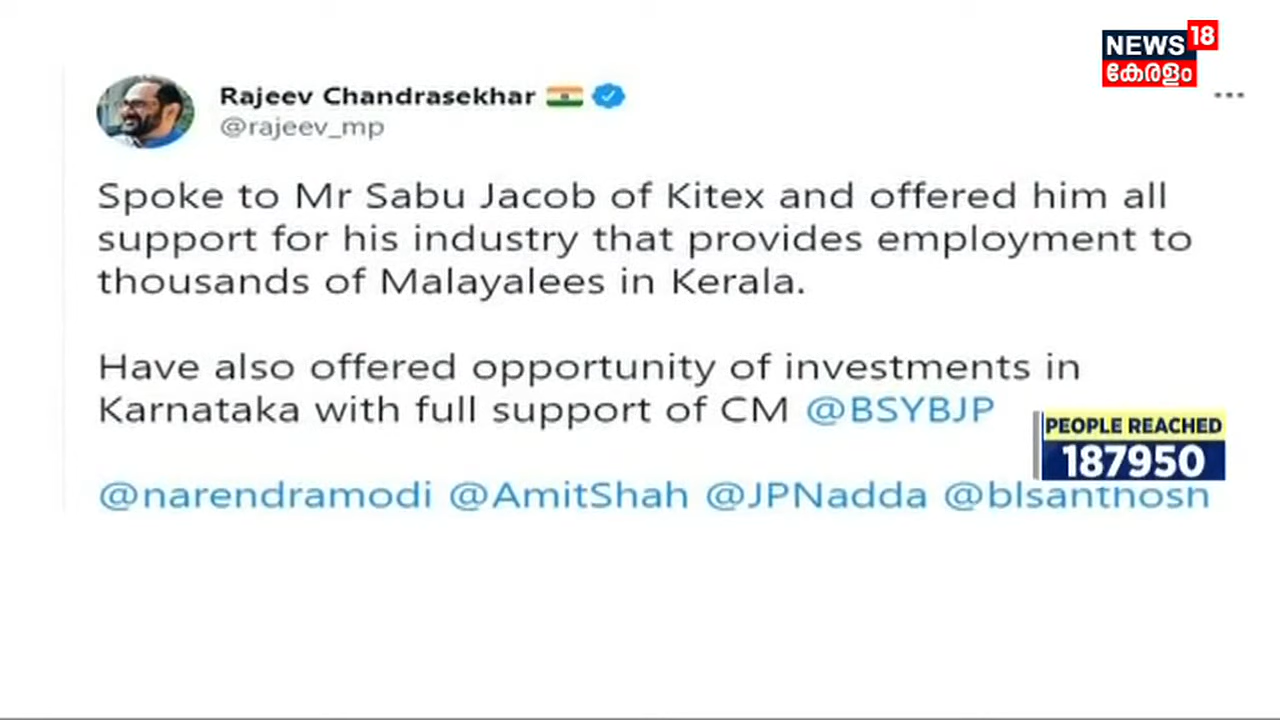 NEWS 18
കേരളം
Rajeev Chandrasekhar
@rajeev_mp
Spoke to Mr Sabu Jacob of Kitex and offered him all
support for his industry that provides employment to
thousands of Malayalees in Kerala.
Have also offered opportunity of investments in
Karnataka with full support of CM @BSYBJP
PEOPLE REACHED
187950
@narendramodi @AmitShah @JPNadda @blsanthosh